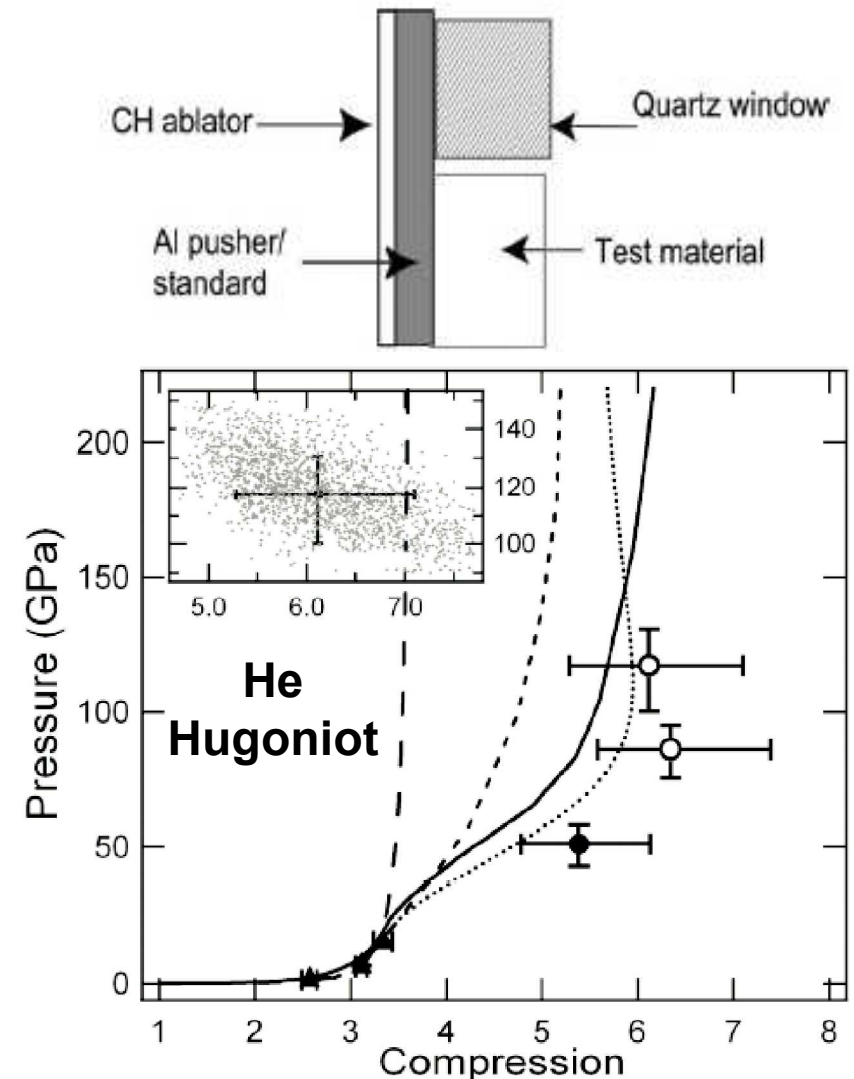 CH ablator
Quartz window
Al pusher/
standard
Test material
200
150
100
50
0
Pressure (GPa)
140
120
100
5.0 6.0 7.0
He
Hugoniot
1 2 3 4 5 6 7 8
Compression